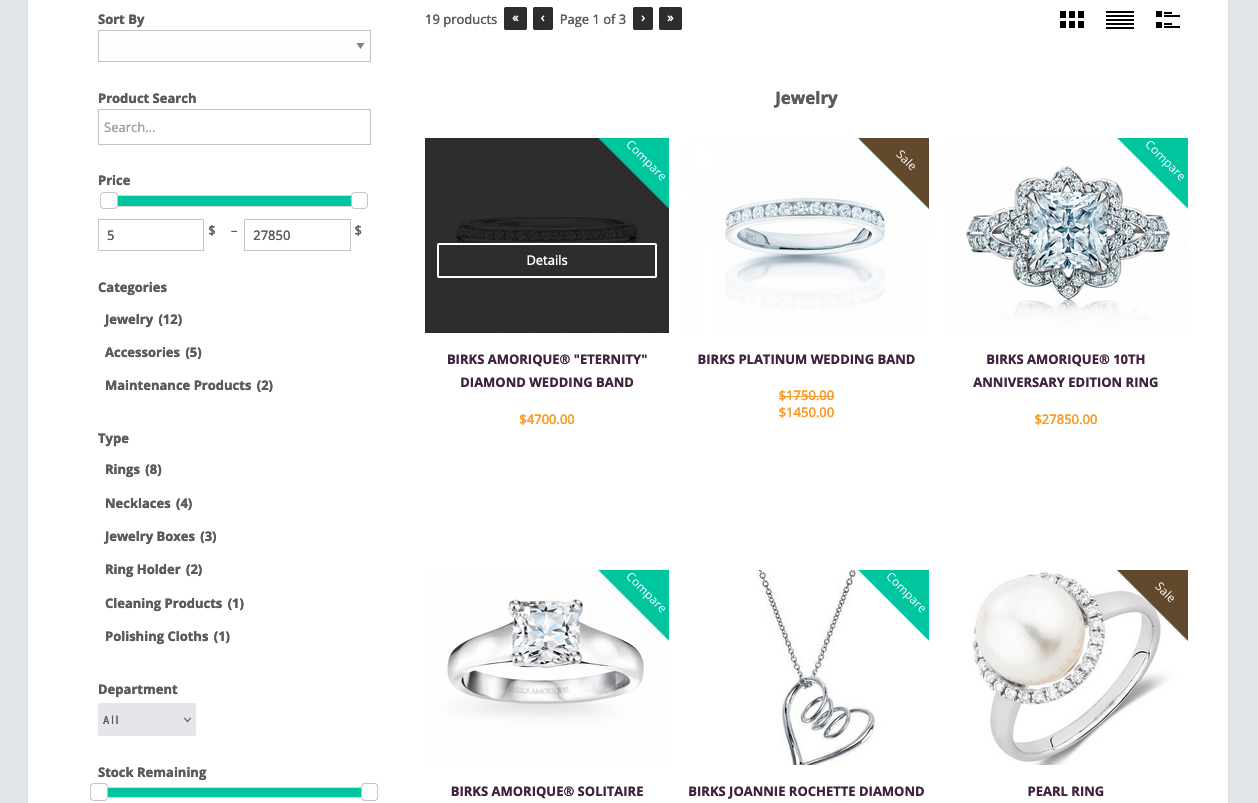 Sort By
Product Search
Search...
Price
5 $ – 27850 $
Categories
Jewelry (12)
Accessories (5)
Maintenance Products (2)
Type
Rings (8)
Necklaces (4)
Jewelry Boxes (3)
Ring Holder (2)
Cleaning Products (1)
Polishing Cloths (1)
Department
All
Stock Remaining
19 products « ‹ Page 1 of 3 › »
Jewelry
Compare
Details
BIRKS AMORIQUE® "ETERNITY"
DIAMOND WEDDING BAND
$4700.00
Sale
BIRKS PLATINUM WEDDING BAND
$1750.00
$1450.00
Compare
BIRKS AMORIQUE® 10TH
ANNIVERSARY EDITION RING
$27850.00
Compare
BIRKS AMORIQUE
BIRKS AMORIQUE® SOLITAIRE
Compare
BIRKS JOANNIE ROCHETTE DIAMOND
Sale
PEARL RING